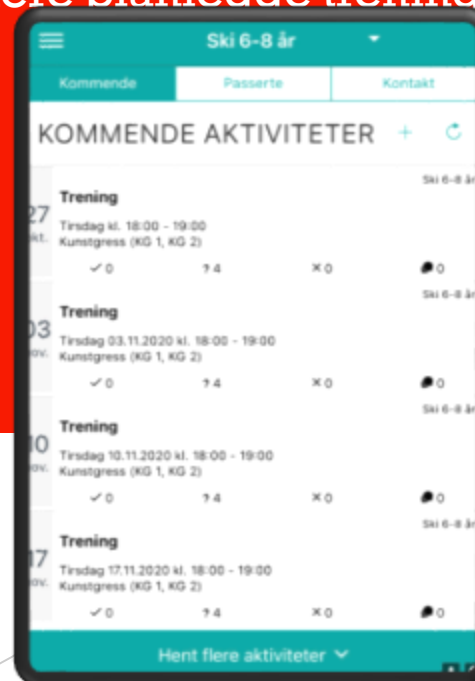 Ski 6-8 år
Kommende Passerte Kontakt
KOMMENDE AKTIVITETER +
Ski 6-8 år
Trening
27
Tirsdag kl. 18:00 - 19:00
kt.
Kunstgress (KG 1, KG 2)
✓ 0 ? 4 × 0 0
Ski 6-8 år
Trening
03
Tirsdag 03.11.2020 kl. 18:00 - 19:00
ov.
Kunstgress (KG 1, KG 2)
✓ 0 ? 4 × 0 0
Ski 6-8 år
Trening
10
Tirsdag 10.11.2020 kl. 18:00 - 19:00
ov.
Kunstgress (KG 1, KG 2)
✓ 0 ? 4 × 0 0
Ski 6-8 år
Trening
17
Tirsdag 17.11.2020 kl. 18:00 - 19:00
ov.
Kunstgress (KG 1, KG 2)
✓ 0 ? 4 × 0 0
Hent flere aktiviteter